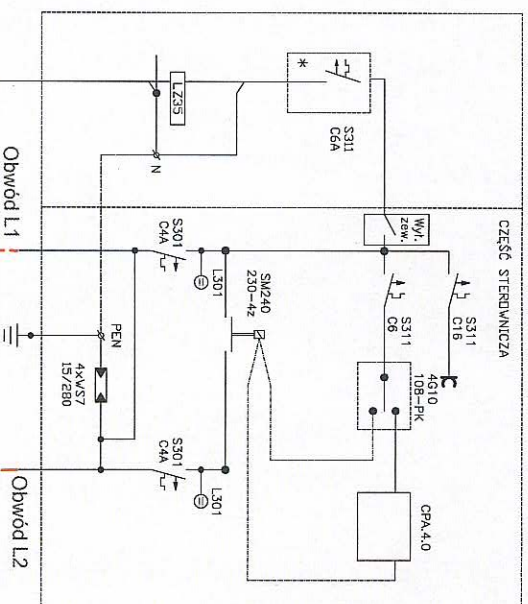 CZĘŚĆ STEROWNICZA
S311
C16
4G10
108-PK
S311
C6
CPA.4.0
Wył.
zew.
SM240
230-4z
S311
C6A
*
S301
C4A
L301
S301
C4A
L301
LZ35
N
PEN
4xWS7
15/280
Obwód L1
Obwód L2